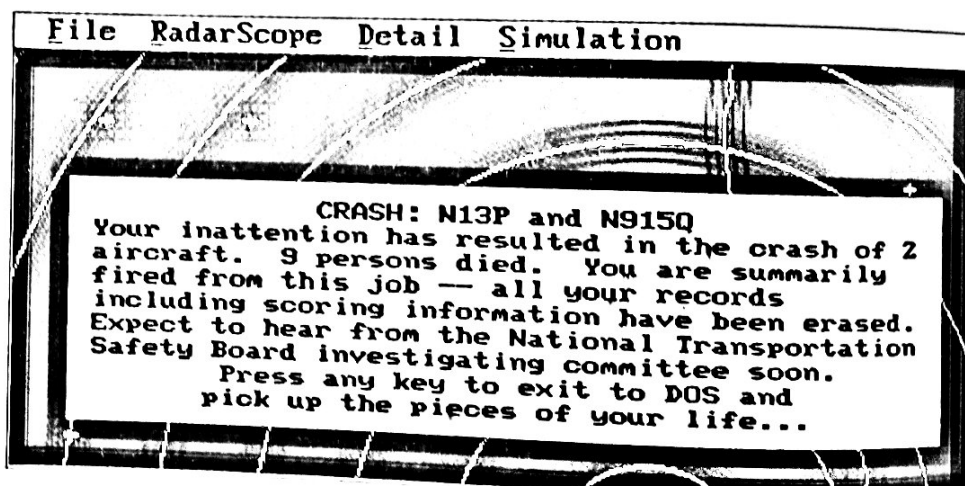 File RadarScope Detail Simulation
CRASH: N13P and N915Q
Your inattention has resulted in the crash of 2
aircraft. 9 persons died. You are summarily
fired from this job -- all your records
including scoring information have been erased.
Expect to hear from the National Transportation
Safety Board investigating committee soon.
Press any key to exit to DOS and
pick up the pieces of your life...